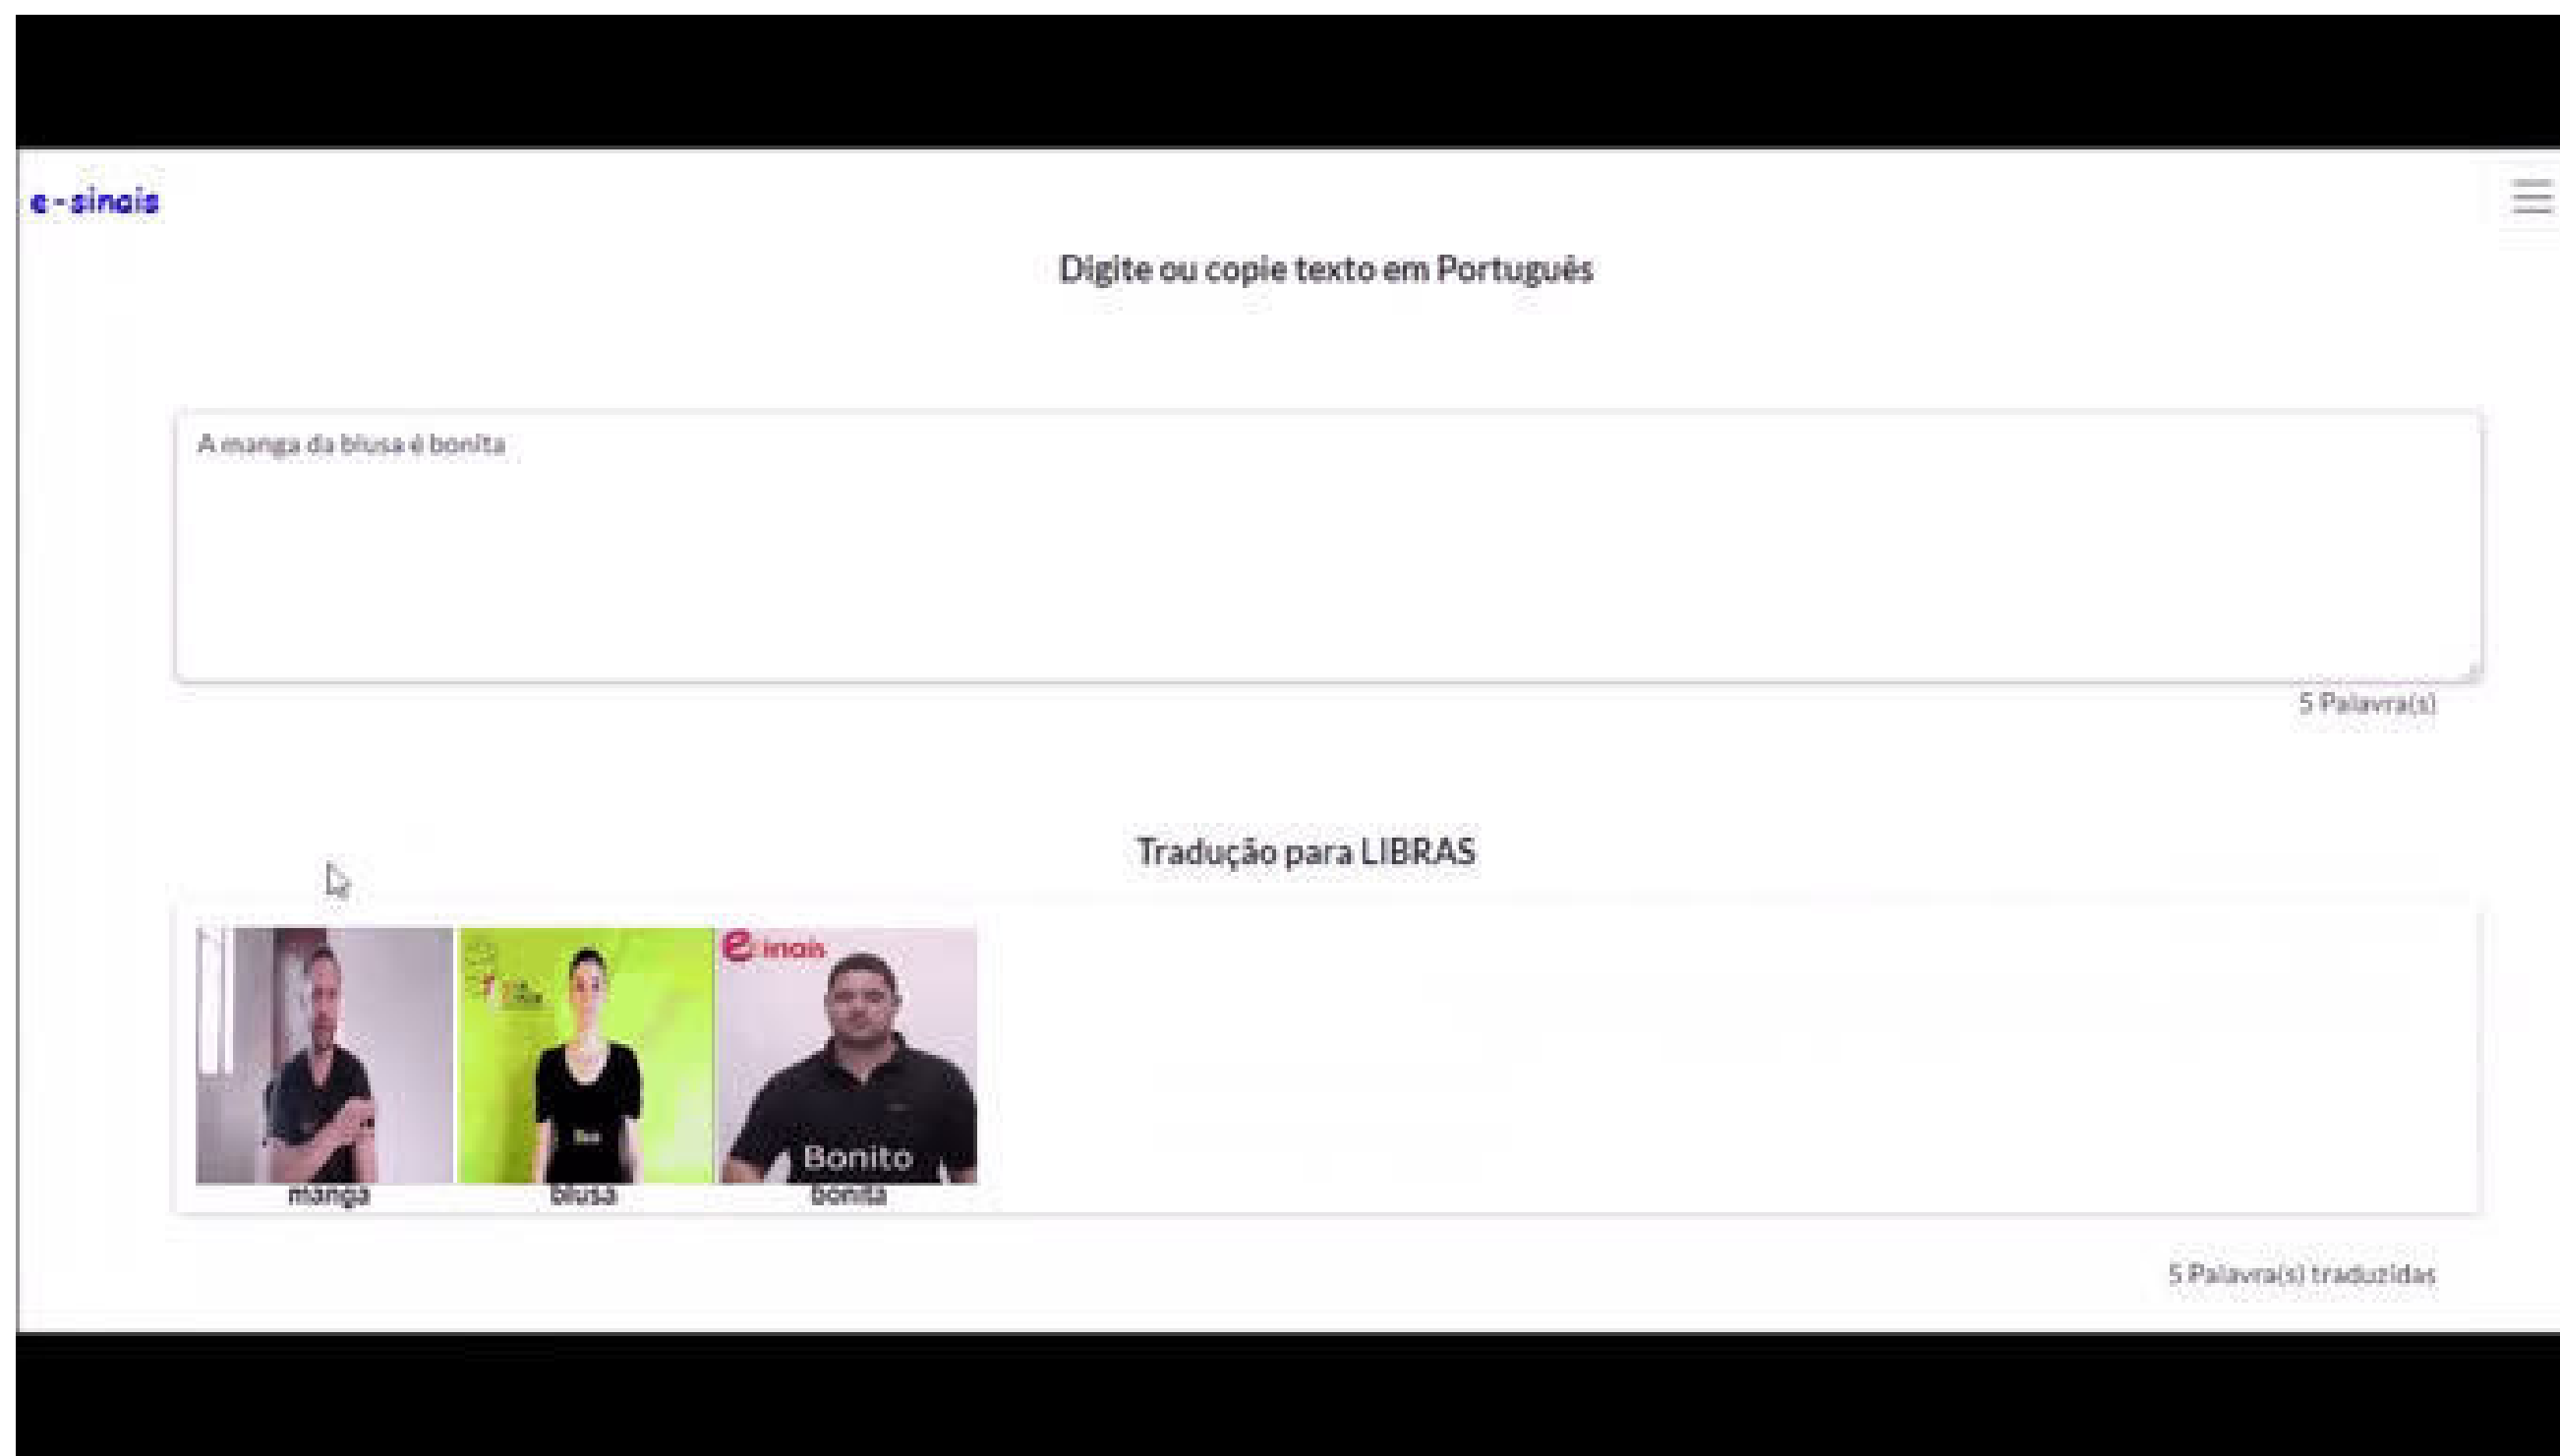 e-sinais
Digite ou copie texto em Português
A manga da blusa é bonita
5 Palavra(s)
Tradução para LIBRAS
e inais
Bonito
manga
blusa
bonita
5 Palavra(s) traduzidas